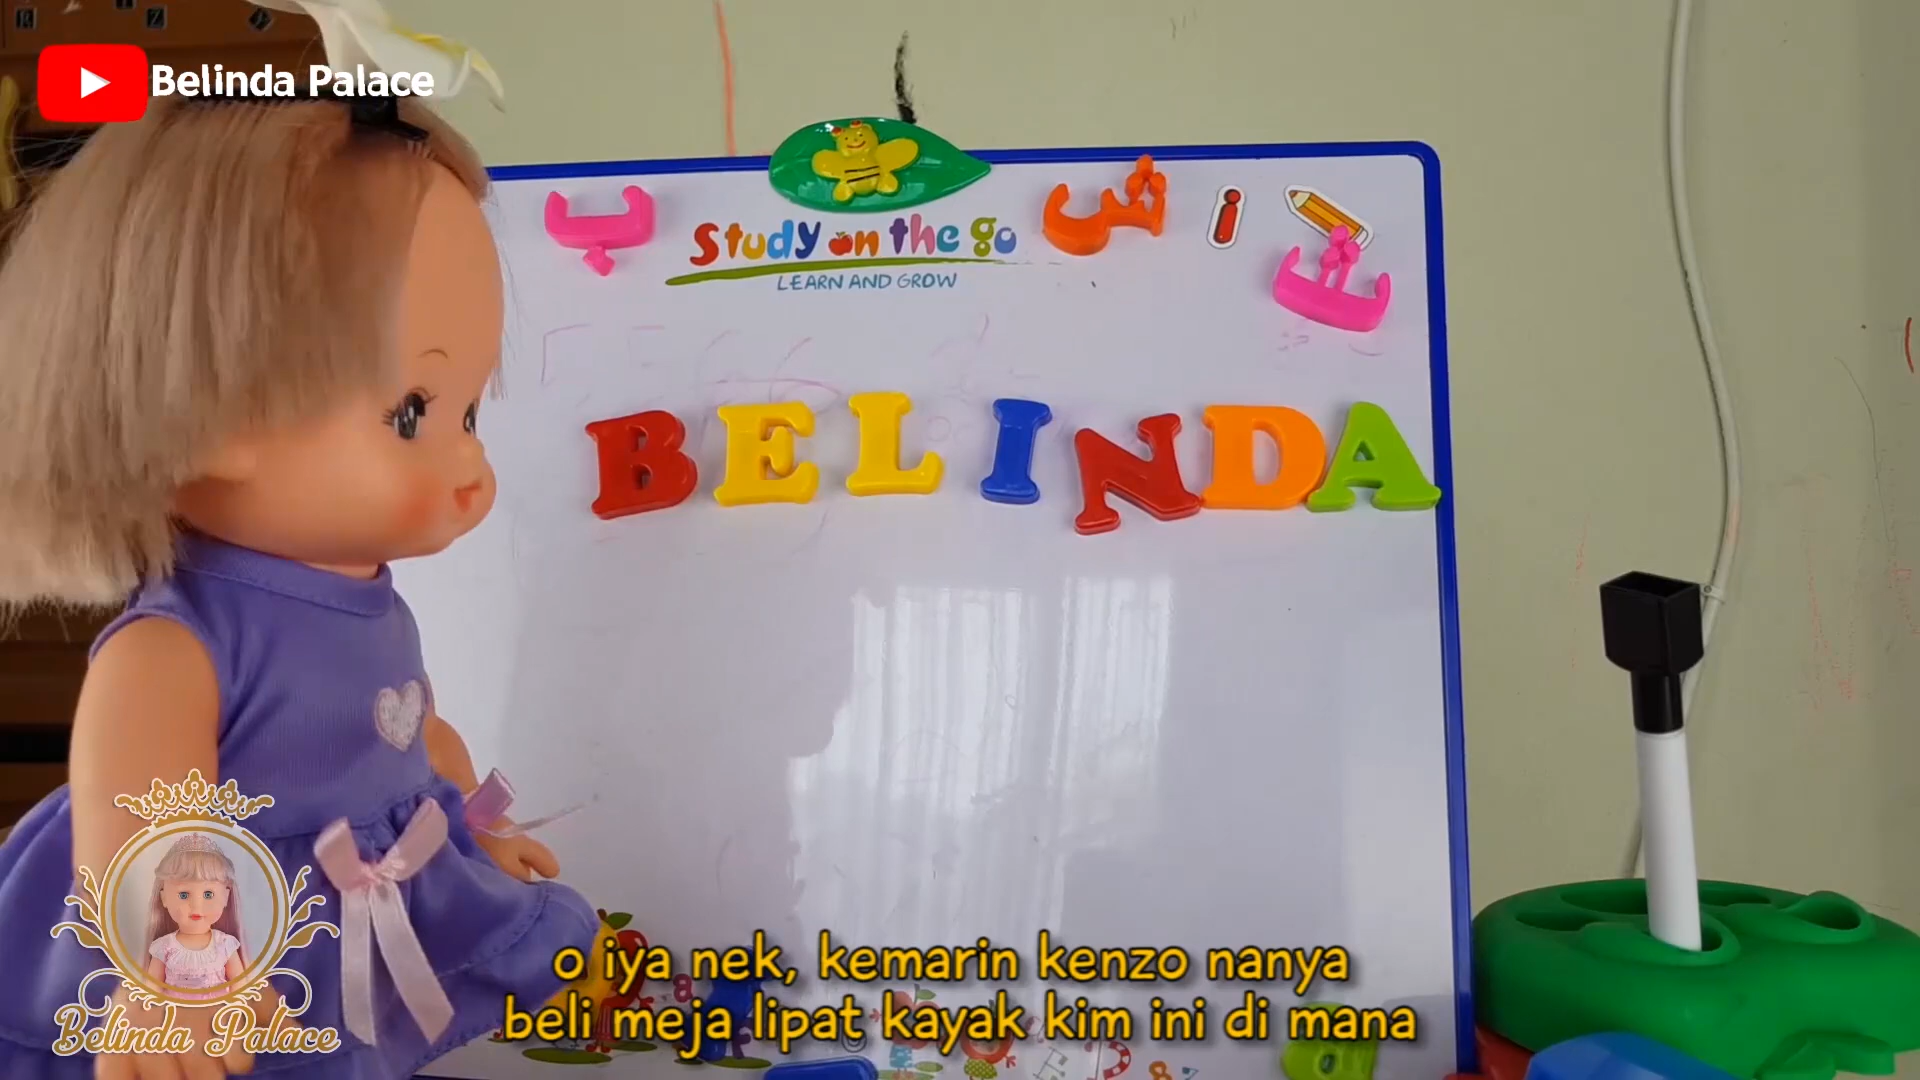 Belinda Palace
ب
ش
i
Study on the go
LEARN AND GROW
ث
BELINDA
Belinda Palace
o iya nek, kemarin kenzo nanya
beli meja lipat kayak kim ini di mana